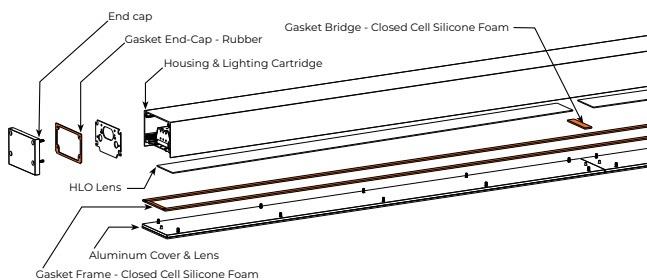 End cap
Gasket Bridge - Closed Cell Silicone Foam
Gasket End-Cap - Rubber
Housing & Lighting Cartridge
HLO Lens
Aluminum Cover & Lens
Gasket Frame - Closed Cell Silicone Foam